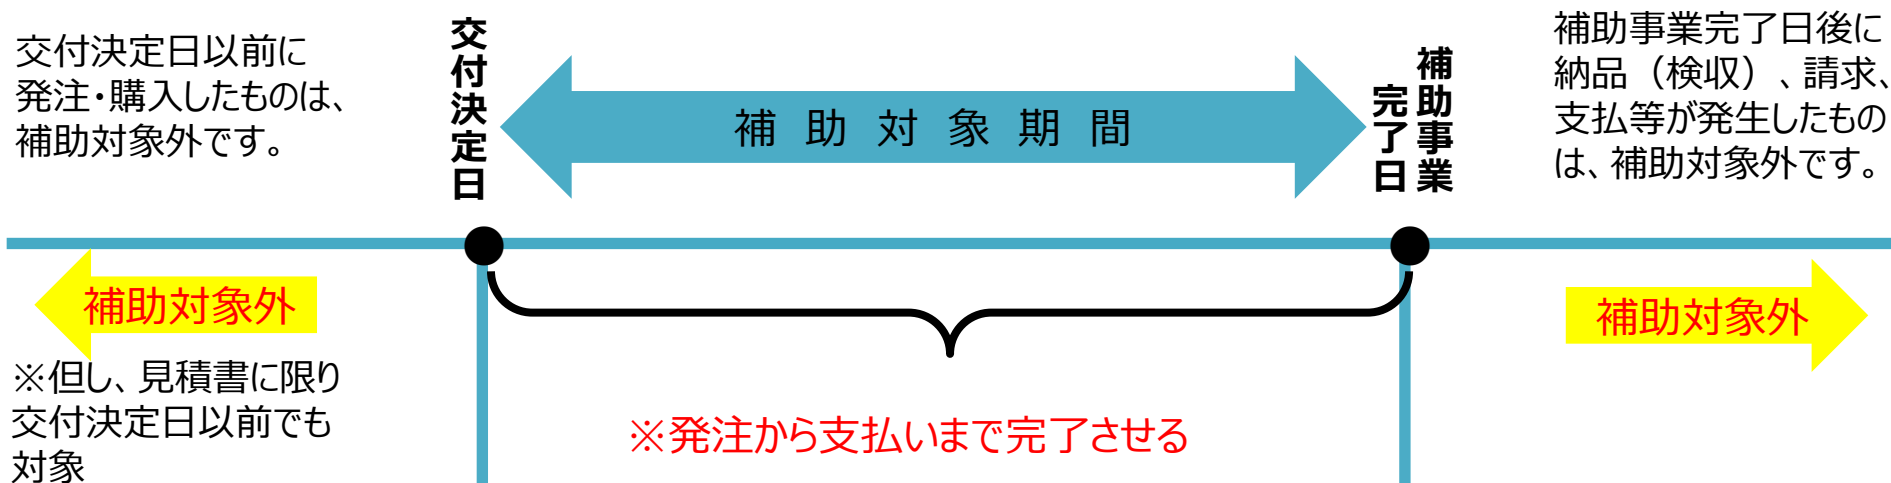 交付決定日以前に
発注・購入したものは、
補助対象外です。
交付決定日
補助対象期間
補助事業
完了日
補助事業完了日後に
納品（検収）、請求、
支払等が発生したもの
は、補助対象外です。
補助対象外
※但し、見積書に限り
交付決定日以前でも
対象
※発注から支払いまで完了させる
補助対象外